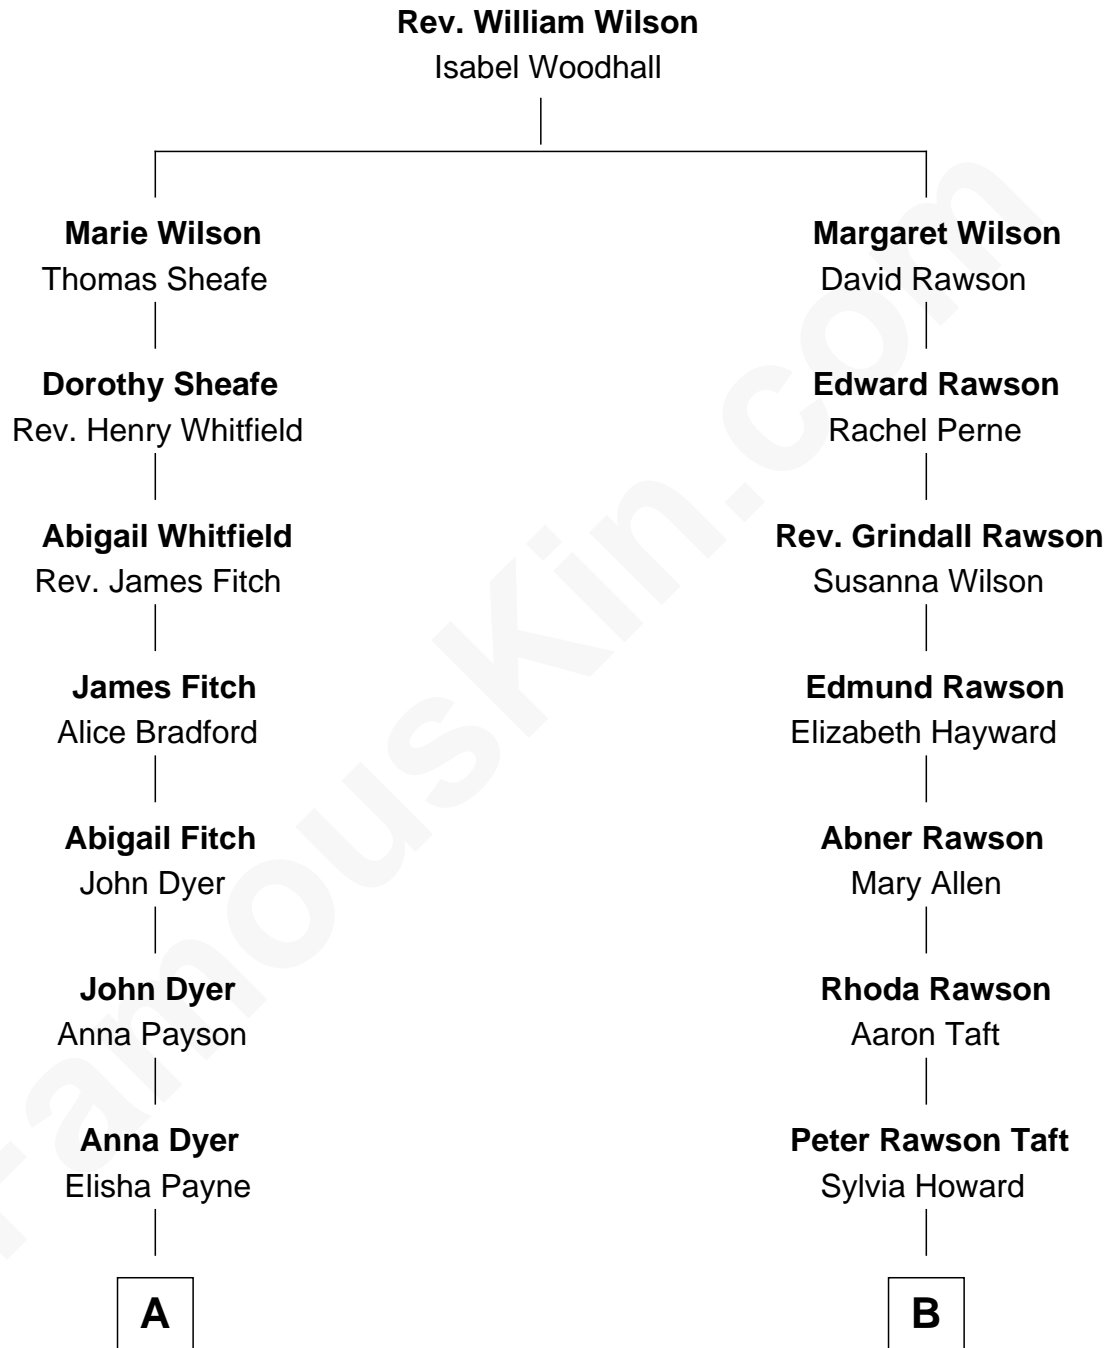 Rev. William Wilson
Isabel Woodhall
Marie Wilson
Thomas Sheafe
Margaret Wilson
David Rawson
Dorothy Sheafe
Rev. Henry Whitfield
Edward Rawson
Rachel Perne
Abigail Whitfield
Rev. James Fitch
Rev. Grindall Rawson
Susanna Wilson
James Fitch
Alice Bradford
Edmund Rawson
Elizabeth Hayward
Abigail Fitch
John Dyer
Abner Rawson
Mary Allen
John Dyer
Anna Payson
Rhoda Rawson
Aaron Taft
Anna Dyer
Elisha Payne
Peter Rawson Taft
Sylvia Howard
A
B
FamousKin.com